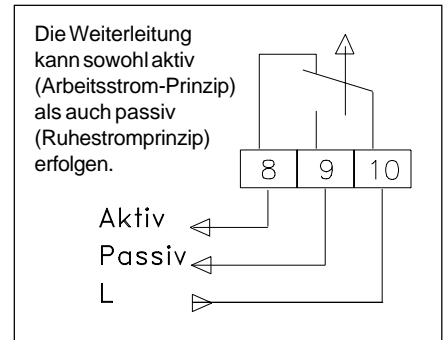 Die Weiterleitung
kann sowohl aktiv
(Arbeitsstrom-Prinzip)
als auch passiv
(Ruhestromprinzip)
erfolgen.
8 9 10
Aktiv
Passiv
L